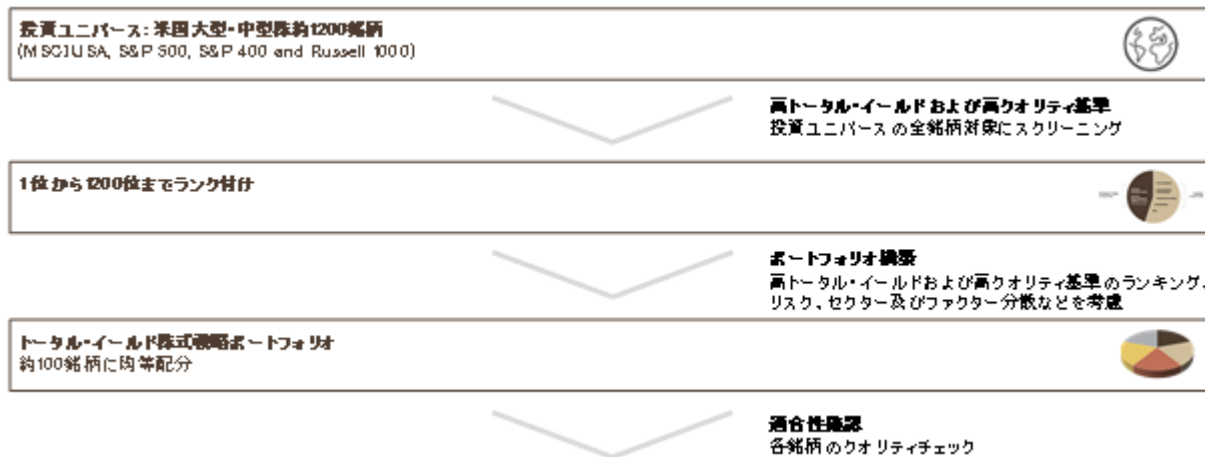 投資ユニバース：米国大型・中型株約1200銘柄
(MSCI USA, S&P 500, S&P 400 and Russell 1000)
高トータル・イールドおよび高クオリティ基準
投資ユニバースの全銘柄対象にスクリーニング
1位から1200位までランク付け
ポートフォリオ構築
高トータル・イールドおよび高クオリティ基準のランキング、
リスク、セクター及びファクター分散などを考慮
トータル・イールド株式戦略ポートフォリオ
約100銘柄に均等配分
適合性確認
各銘柄のクオリティチェック